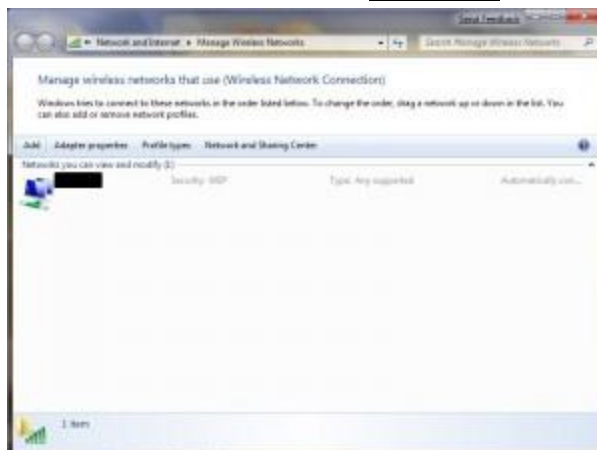 Send Feedback
Network and Internet ▸ Manage Wireless Networks
Search Manage Wireless Networks
Manage wireless networks that use (Wireless Network Connection)
Windows tries to connect to these networks in the order listed below. To change the order, drag a network up or down in the list. You
can also add or remove network profiles.
Add Adapter properties Profile types Network and Sharing Center
Networks you can view and modify (1)
Security: WEP Type: Any supported Automatically con...
1 item